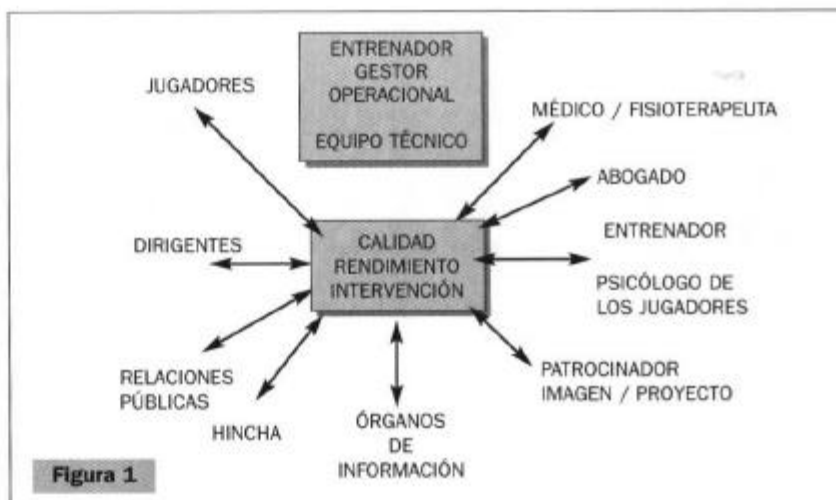 ENTRENADOR
GESTOR
OPERACIONAL
EQUIPO TÉCNICO
JUGADORES
MÉDICO / FISIOTERAPEUTA
ABOGADO
ENTRENADOR
PSICÓLOGO DE
LOS JUGADORES
DIRIGENTES
CALIDAD
RENDIMIENTO
INTERVENCIÓN
PATROCINADOR
IMAGEN / PROYECTO
RELACIONES
PÚBLICAS
HINCHA
ÓRGANOS
DE
INFORMACIÓN
Figura 1